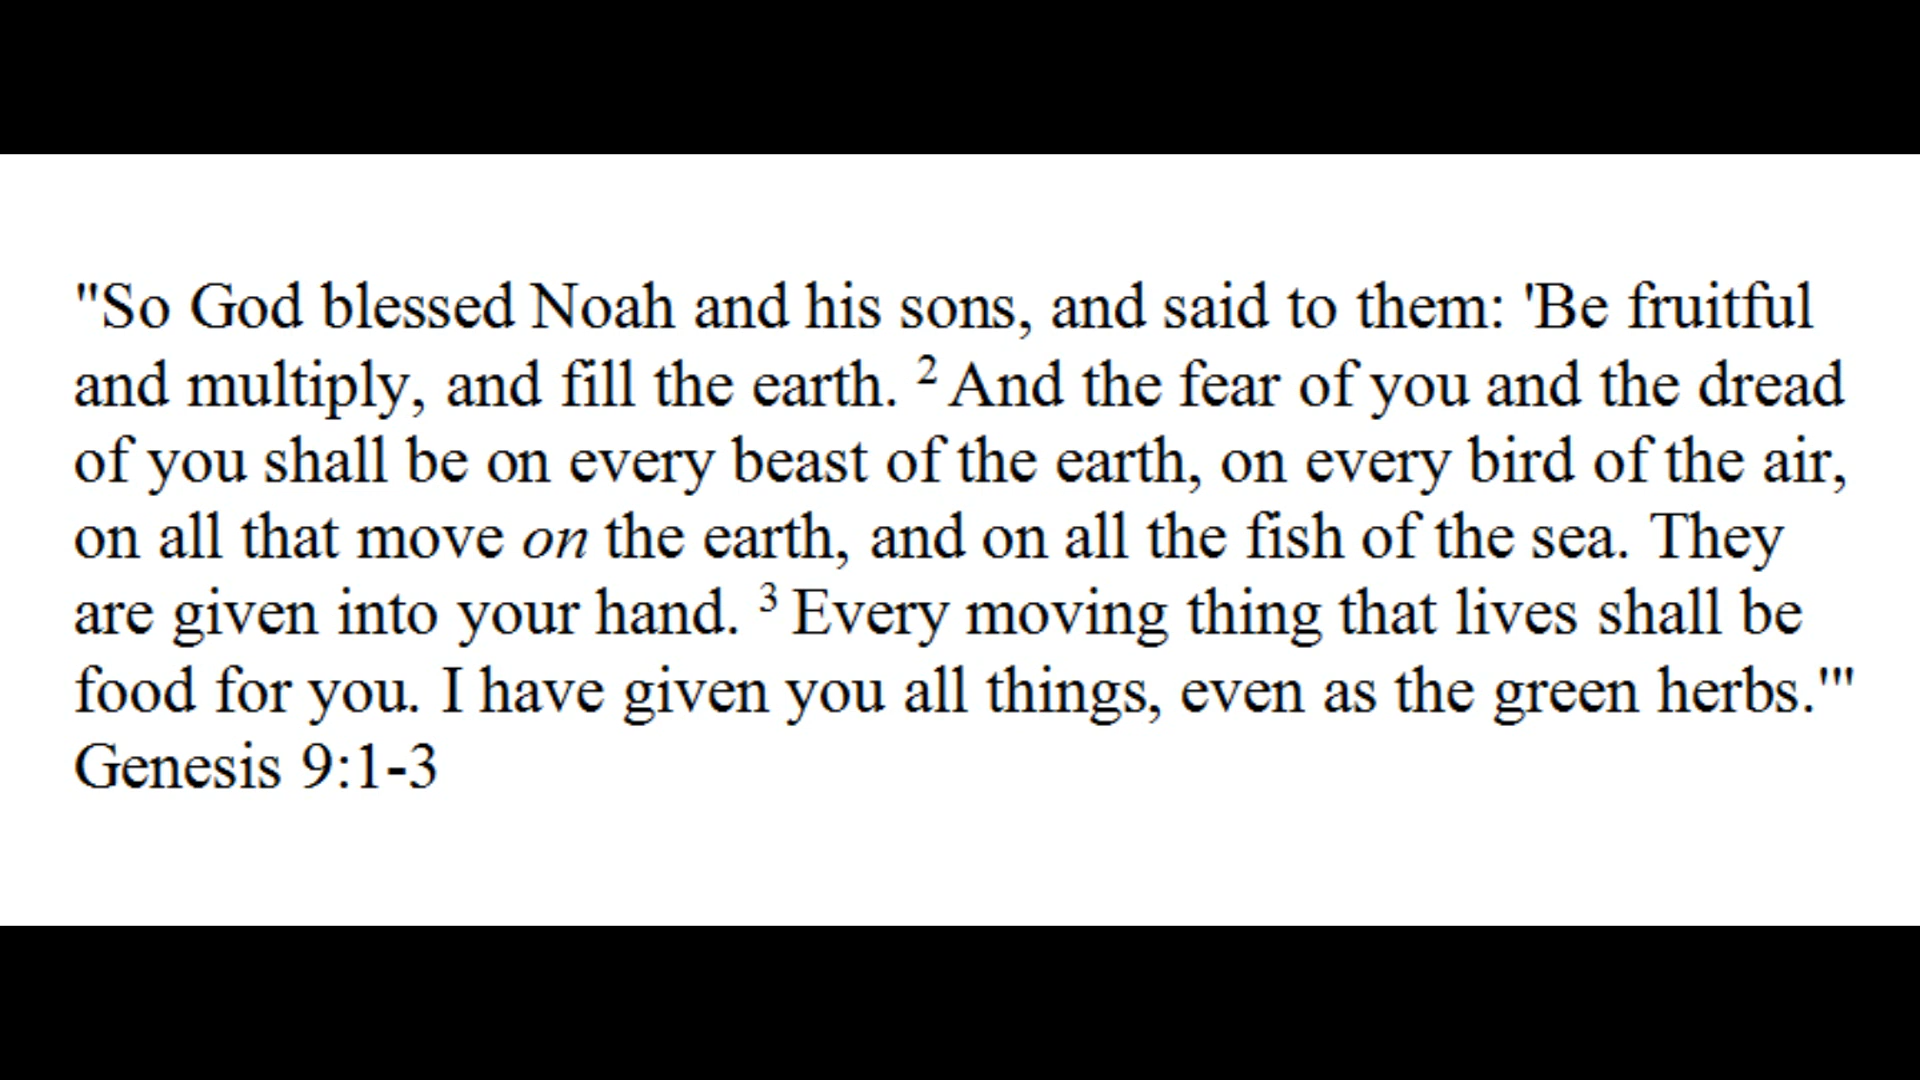 "So God blessed Noah and his sons, and said to them: 'Be fruitful
and multiply, and fill the earth. ² And the fear of you and the dread
of you shall be on every beast of the earth, on every bird of the air,
on all that move on the earth, and on all the fish of the sea. They
are given into your hand. ³ Every moving thing that lives shall be
food for you. I have given you all things, even as the green herbs.'"
Genesis 9:1-3